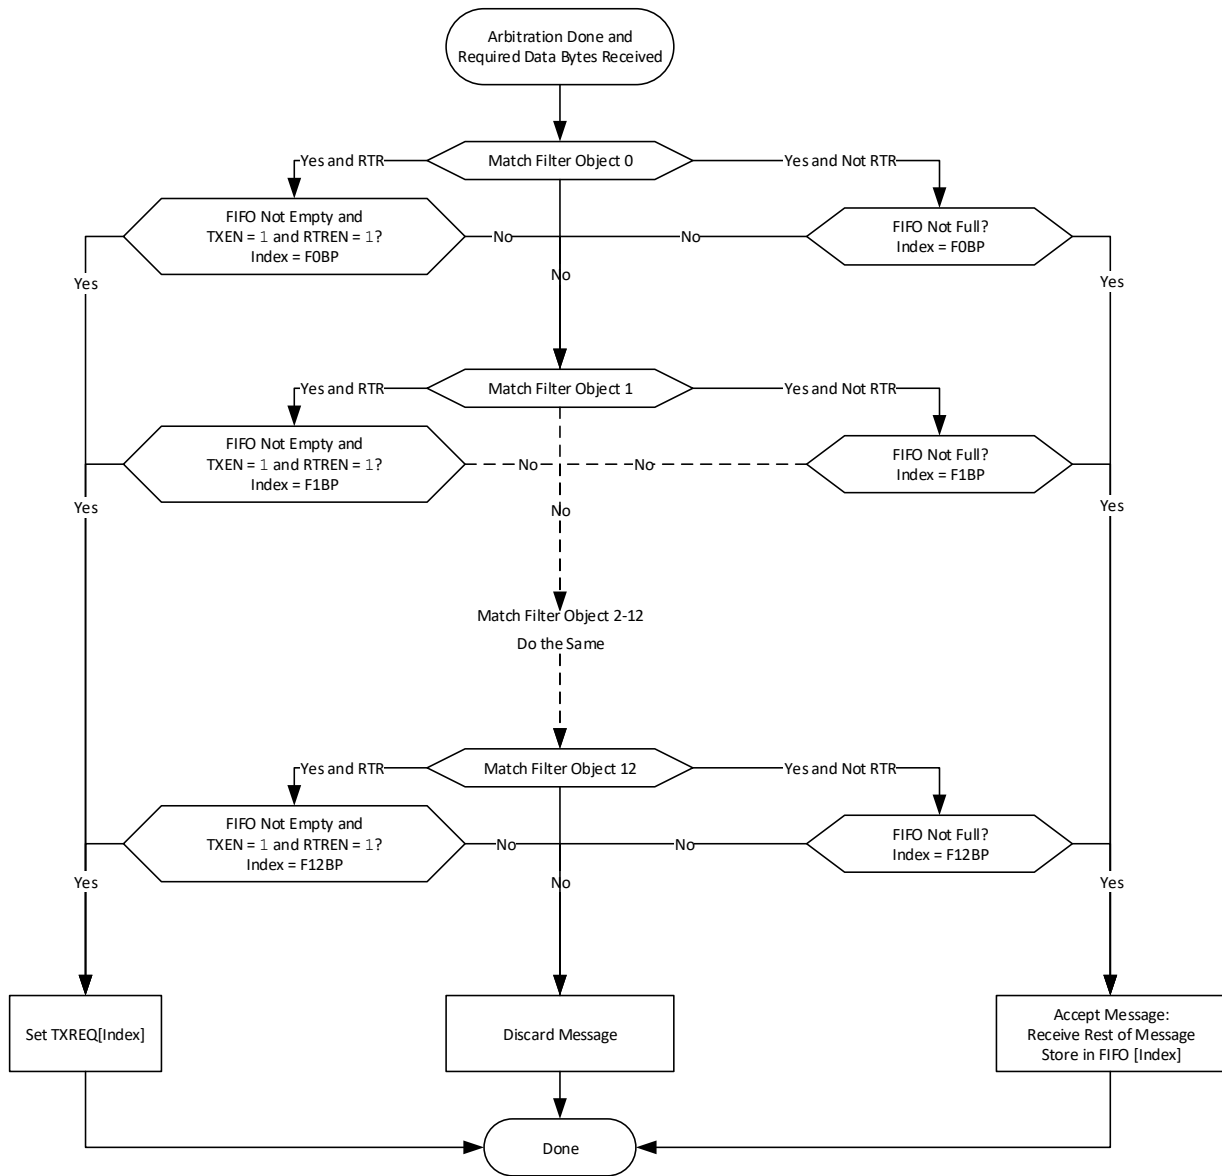 Arbitration Done and
Required Data Bytes Received
Yes and RTR
Match Filter Object 0
Yes and Not RTR
FIFO Not Empty and
TXEN = 1 and RTREN = 1?
Index = F0BP
No
No
FIFO Not Full?
Index = F0BP
Yes
No
Yes
Yes and RTR
Match Filter Object 1
Yes and Not RTR
FIFO Not Empty and
TXEN = 1 and RTREN = 1?
Index = F1BP
No
No
FIFO Not Full?
Index = F1BP
Yes
No
Yes
Match Filter Object 2-12
Do the Same
Yes and RTR
Match Filter Object 12
Yes and Not RTR
FIFO Not Empty and
TXEN = 1 and RTREN = 1?
Index = F12BP
No
No
FIFO Not Full?
Index = F12BP
Yes
No
Yes
Set TXREQ[Index]
Discard Message
Accept Message:
Receive Rest of Message
Store in FIFO [Index]
Done